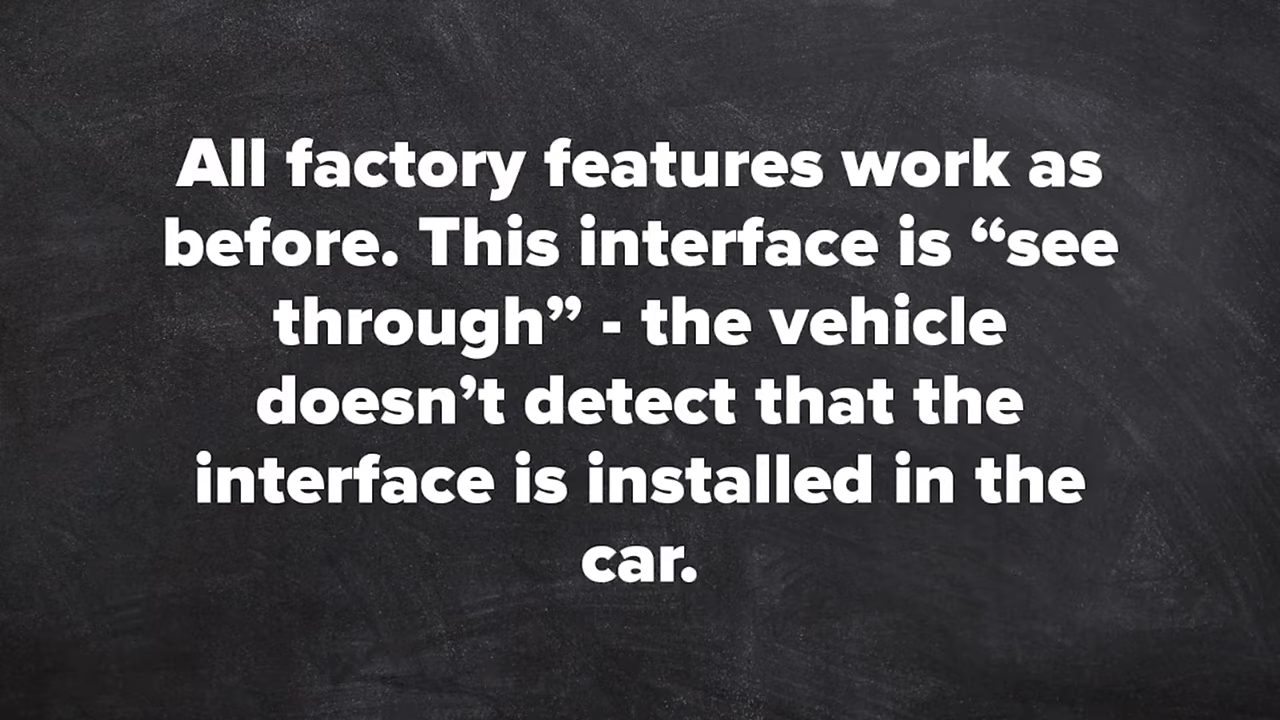 All factory features work as
before. This interface is “see
through” - the vehicle
doesn’t detect that the
interface is installed in the
car.